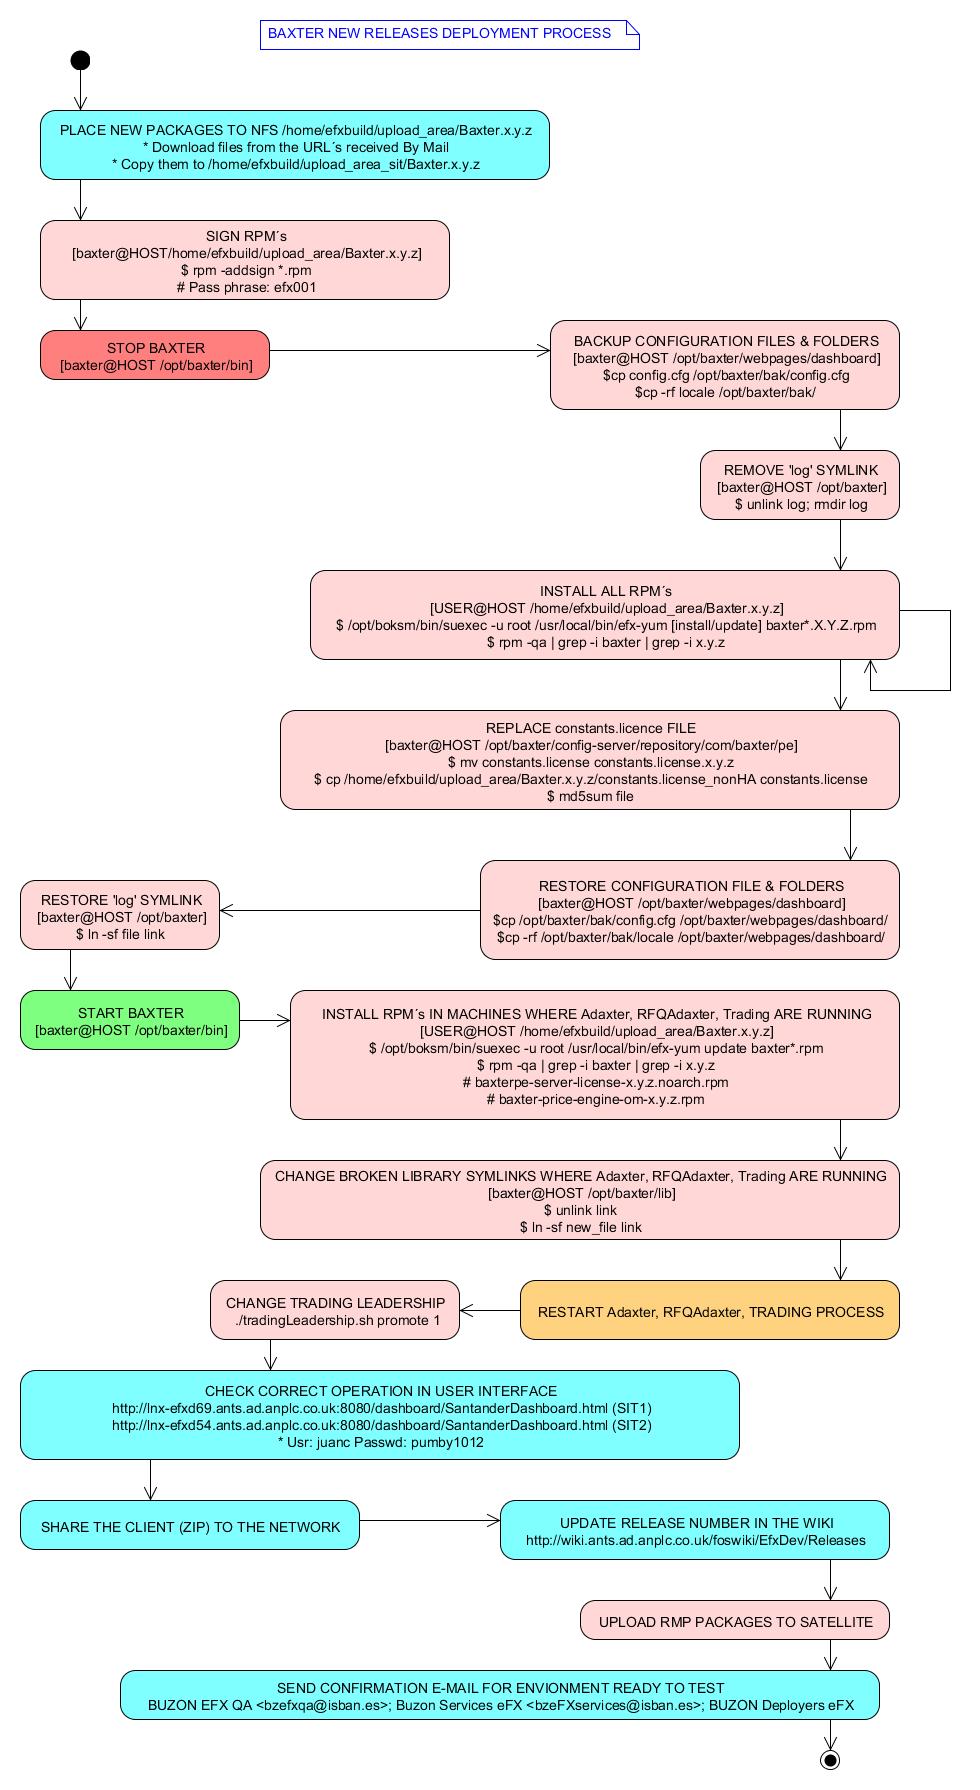 BAXTER NEW RELEASES DEPLOYMENT PROCESS
PLACE NEW PACKAGES TO NFS /home/efxbuild/upload_area/Baxter.x.y.z
* Download files from the URL´s received By Mail
* Copy them to /home/efxbuild/upload_area_sit/Baxter.x.y.z
SIGN RPM´s
[baxter@HOST/home/efxbuild/upload_area/Baxter.x.y.z]
$ rpm -addsign *.rpm
# Pass phrase: efx001
STOP BAXTER
[baxter@HOST /opt/baxter/bin]
BACKUP CONFIGURATION FILES & FOLDERS
[baxter@HOST /opt/baxter/webpages/dashboard]
$cp config.cfg /opt/baxter/bak/config.cfg
$cp -rf locale /opt/baxter/bak/
REMOVE 'log' SYMLINK
[baxter@HOST /opt/baxter]
$ unlink log; rmdir log
INSTALL ALL RPM´s
[USER@HOST /home/efxbuild/upload_area/Baxter.x.y.z]
$ /opt/boksm/bin/suexec -u root /usr/local/bin/efx-yum [install/update] baxter*.X.Y.Z.rpm
$ rpm -qa | grep -i baxter | grep -i x.y.z
REPLACE constants.licence FILE
[baxter@HOST /opt/baxter/config-server/repository/com/baxter/pe]
$ mv constants.license constants.license.x.y.z
$ cp /home/efxbuild/upload_area/Baxter.x.y.z/constants.license_nonHA constants.license
$ md5sum file
RESTORE CONFIGURATION FILE & FOLDERS
[baxter@HOST /opt/baxter/webpages/dashboard]
$cp /opt/baxter/bak/config.cfg /opt/baxter/webpages/dashboard/
$cp -rf /opt/baxter/bak/locale /opt/baxter/webpages/dashboard/
RESTORE 'log' SYMLINK
[baxter@HOST /opt/baxter]
$ ln -sf file link
START BAXTER
[baxter@HOST /opt/baxter/bin]
INSTALL RPM´s IN MACHINES WHERE Adaxter, RFQAdaxter, Trading ARE RUNNING
[USER@HOST /home/efxbuild/upload_area/Baxter.x.y.z]
$ /opt/boksm/bin/suexec -u root /usr/local/bin/efx-yum update baxter*.rpm
$ rpm -qa | grep -i baxter | grep -i x.y.z
# baxterpe-server-license-x.y.z.noarch.rpm
# baxter-price-engine-om-x.y.z.rpm
CHANGE BROKEN LIBRARY SYMLINKS WHERE Adaxter, RFQAdaxter, Trading ARE RUNNING
[baxter@HOST /opt/baxter/lib]
$ unlink link
$ ln -sf new_file link
RESTART Adaxter, RFQAdaxter, TRADING PROCESS
CHANGE TRADING LEADERSHIP
./tradingLeadership.sh promote 1
CHECK CORRECT OPERATION IN USER INTERFACE
http://lnx-efxd69.ants.ad.anplc.co.uk:8080/dashboard/SantanderDashboard.html (SIT1)
http://lnx-efxd54.ants.ad.anplc.co.uk:8080/dashboard/SantanderDashboard.html (SIT2)
* Usr: juanc Passwd: pumby1012
SHARE THE CLIENT (ZIP) TO THE NETWORK
UPDATE RELEASE NUMBER IN THE WIKI
http://wiki.ants.ad.anplc.co.uk/foswiki/EfxDev/Releases
UPLOAD RMP PACKAGES TO SATELLITE
SEND CONFIRMATION E-MAIL FOR ENVIONMENT READY TO TEST
BUZON EFX QA <bzefxqa@isban.es>; Buzon Services eFX <bzeFXservices@isban.es>; BUZON Deployers eFX